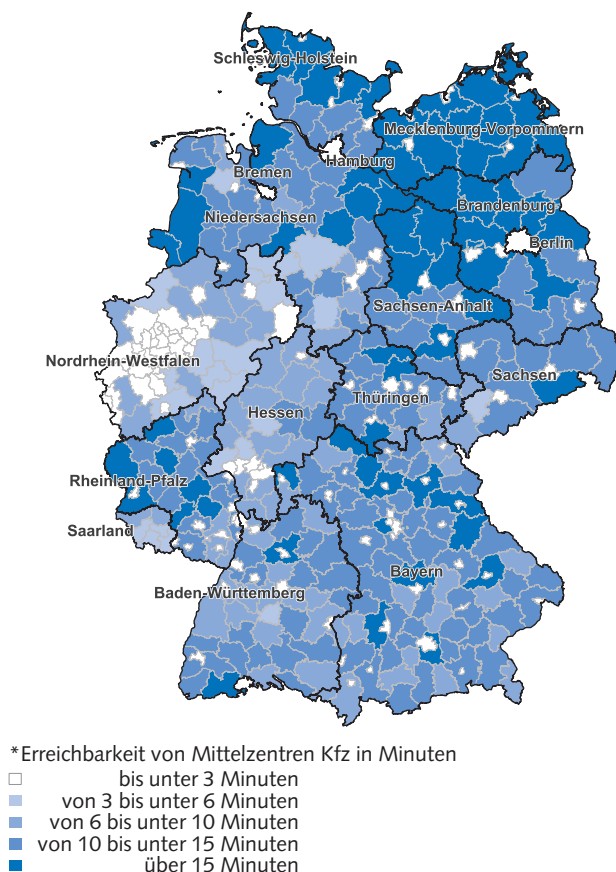 Schleswig-Holstein
Mecklenburg-Vorpommern
Hamburg
Bremen
Brandenburg
Niedersachsen
Berlin
Sachsen-Anhalt
Nordrhein-Westfalen
Sachsen
Thüringen
Hessen
Rheinland-Pfalz
Saarland
Bayern
Baden-Württemberg
*Erreichbarkeit von Mittelzentren Kfz in Minuten
bis unter 3 Minuten
von 3 bis unter 6 Minuten
von 6 bis unter 10 Minuten
von 10 bis unter 15 Minuten
über 15 Minuten